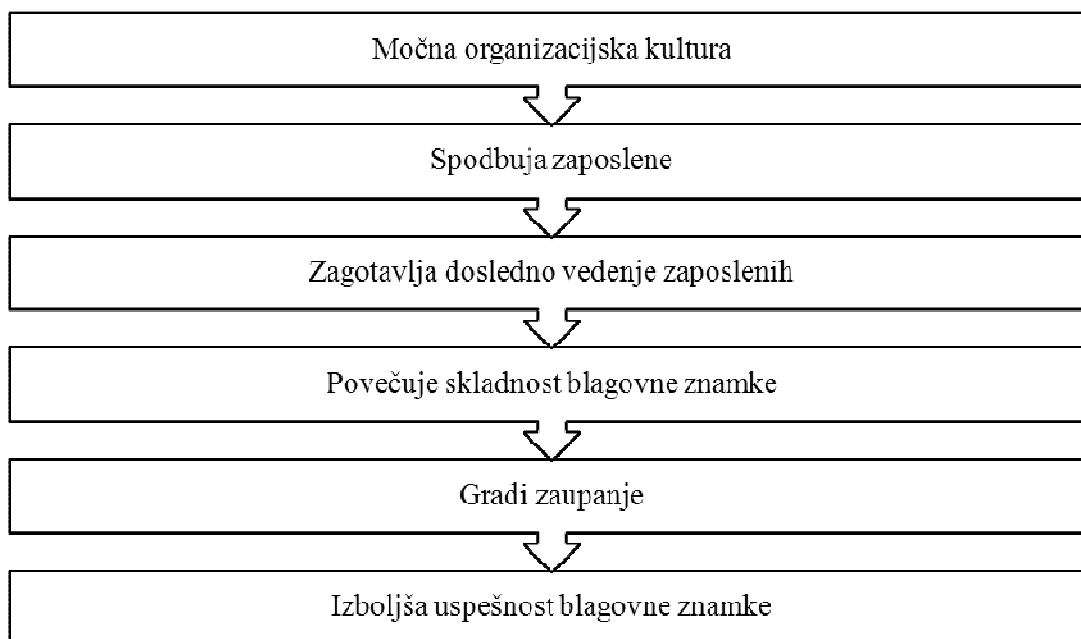 Močna organizacijska kultura
Spodbuja zaposlene
Zagotavlja dosledno vedenje zaposlenih
Povečuje skladnost blagovne znamke
Gradi zaupanje
Izboljša uspešnost blagovne znamke